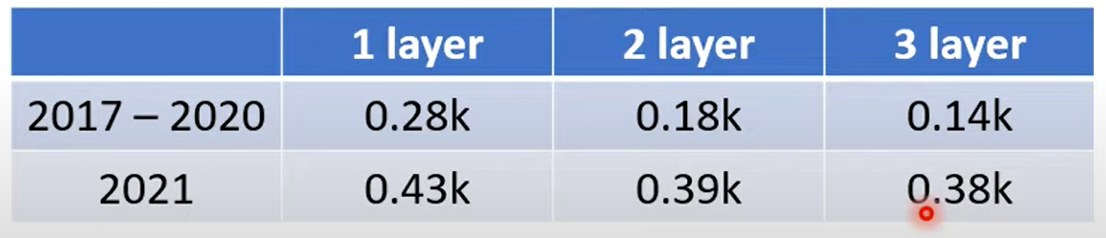 1 layer 2 layer 3 layer
2017 – 2020 0.28k 0.18k 0.14k
2021 0.43k 0.39k 0.38k